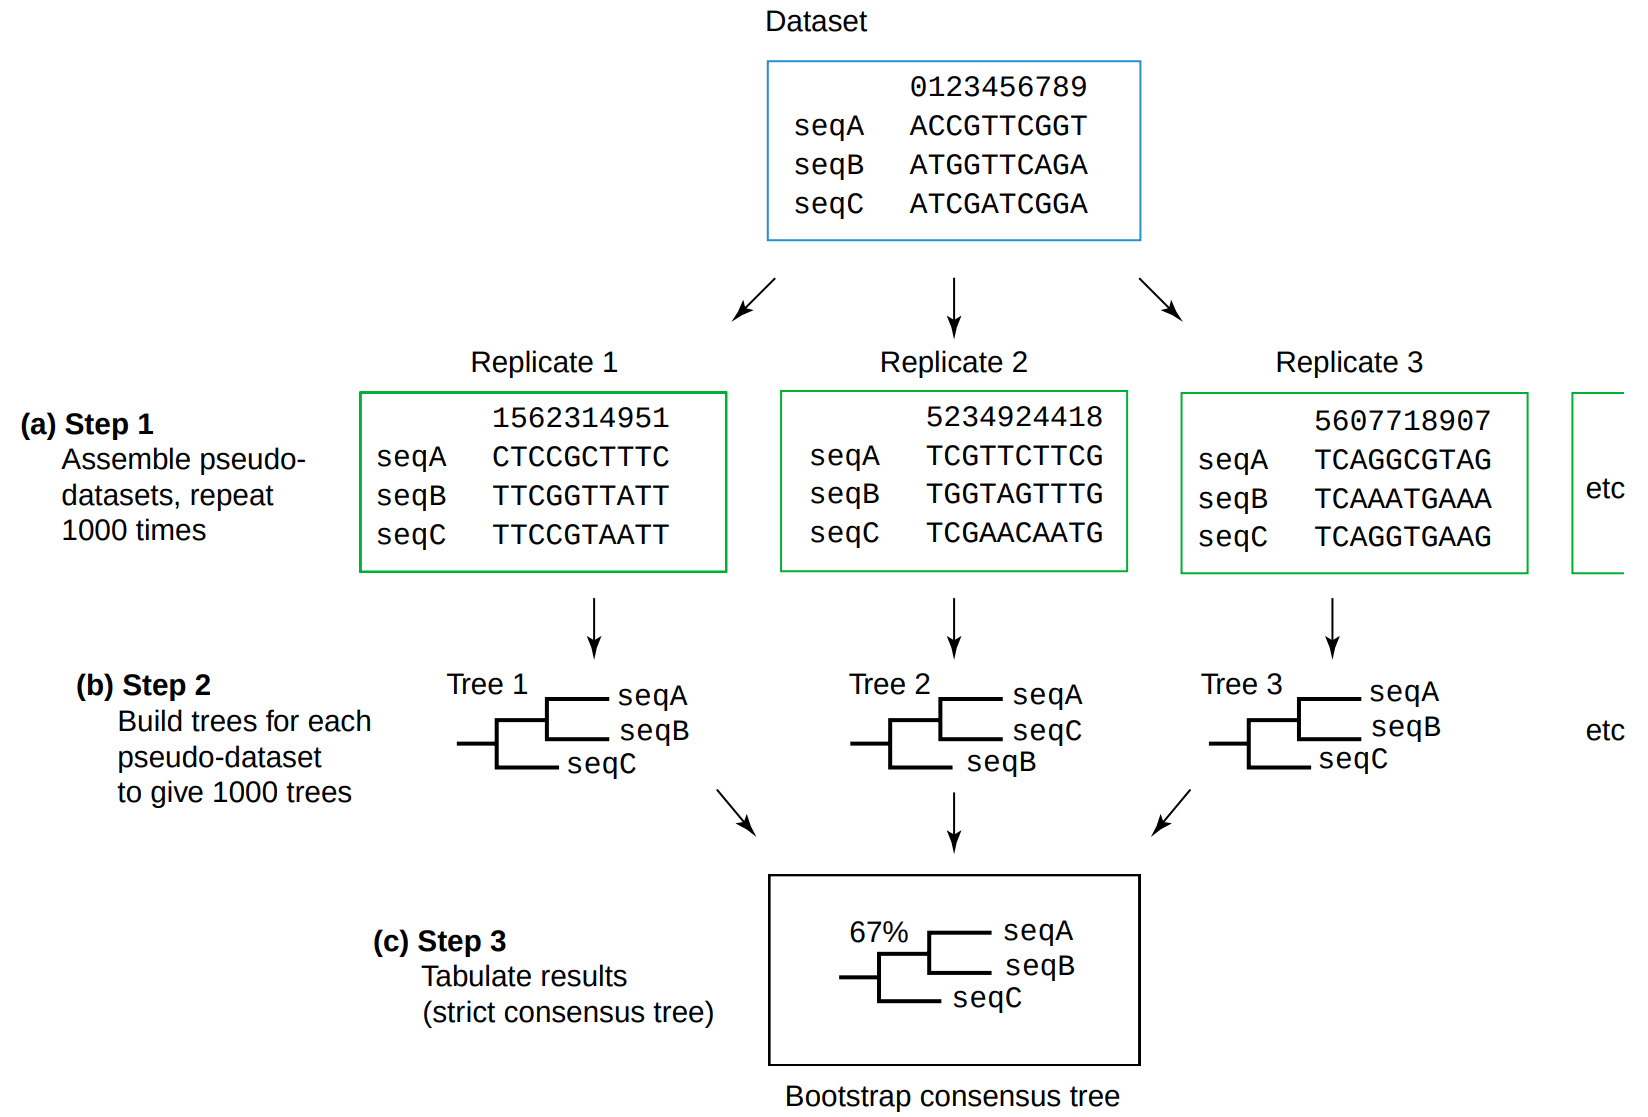 Dataset
0123456789
seqA ACCGTTCGGT
seqB ATGGTTCAGA
seqC ATCGATCGGA
Replicate 1
Replicate 2
Replicate 3
(a) Step 1
Assemble pseudo-
datasets, repeat
1000 times
1562314951
seqA CTCCGCTTTC
seqB TTCGGTTATT
seqC TTCCGTAATT
5234924418
seqA TCGTTCTTCG
seqB TGGTAGTTTG
seqC TCGAACAATG
5607718907
seqA TCAGGCGTAG
seqB TCAAATGAAA
seqC TCAGGTGAAG
etc
(b) Step 2
Build trees for each
pseudo-dataset
to give 1000 trees
Tree 1
seqA
seqB
seqC
Tree 2
seqA
seqC
seqB
Tree 3
seqA
seqB
seqC
etc
(c) Step 3
Tabulate results
(strict consensus tree)
67%
seqA
seqB
seqC
Bootstrap consensus tree